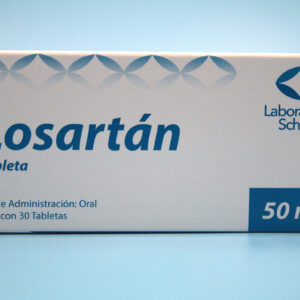 Losartán
bleta
e Administración: Oral
con 30 Tabletas
Labora
Sch
50 m